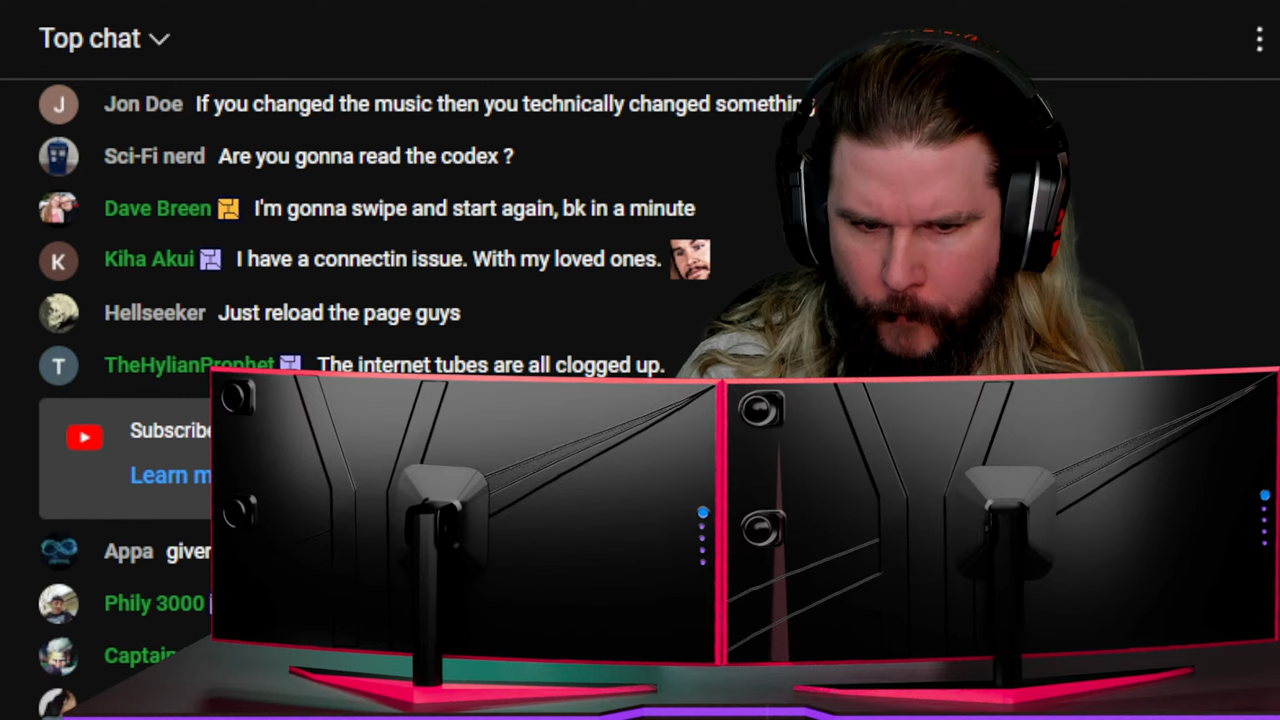 Top chat
J Jon Doe If you changed the music then you technically changed something
Sci-Fi nerd Are you gonna read the codex ?
Dave Breen I'm gonna swipe and start again, bk in a minute
K Kiha Akui I have a connectin issue. With my loved ones.
Hellseeker Just reload the page guys
T TheHylianProphet The internet tubes are all clogged up.
Subscribe
Learn m
Appa given
Phily 3000
Captain